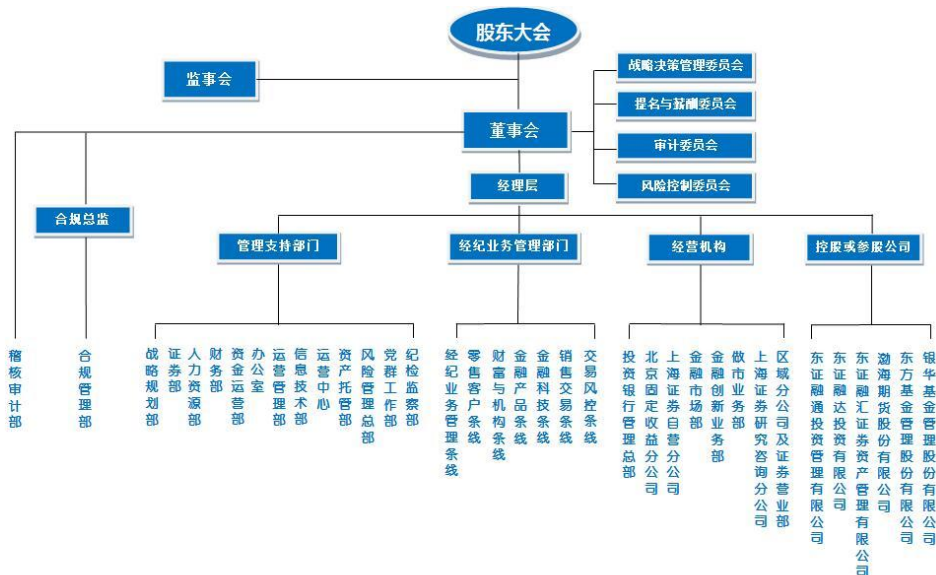 股东大会
监事会
战略决策管理委员会
提名与薪酬委员会
董事会
审计委员会
经理层
风险控制委员会
合规总监
管理支持部门
经纪业务管理部门
经营机构
控股或参股公司
稽核审计部
合规管理部
战略规划部
证券部
人力资源部
财务部
资金运营部
办公室
运营管理部
信息技术部
运营中心
资产托管部
风险管理总部
党群工作部
纪检监察部
经纪业务管理条线
零售客户条线
财富与机构条线
金融产品条线
金融科技条线
销售交易条线
交易风控条线
投资银行管理总部
北京固定收益分公司
上海证券自营分公司
金融市场部
金融创新业务部
做市业务部
上海证券研究咨询分公司
区域分公司及证券营业部
东证融通投资管理有限公司
东证融达投资有限公司
东证融汇证券资产管理有限公司
渤海期货股份有限公司
东方基金管理股份有限公司
银华基金管理股份有限公司